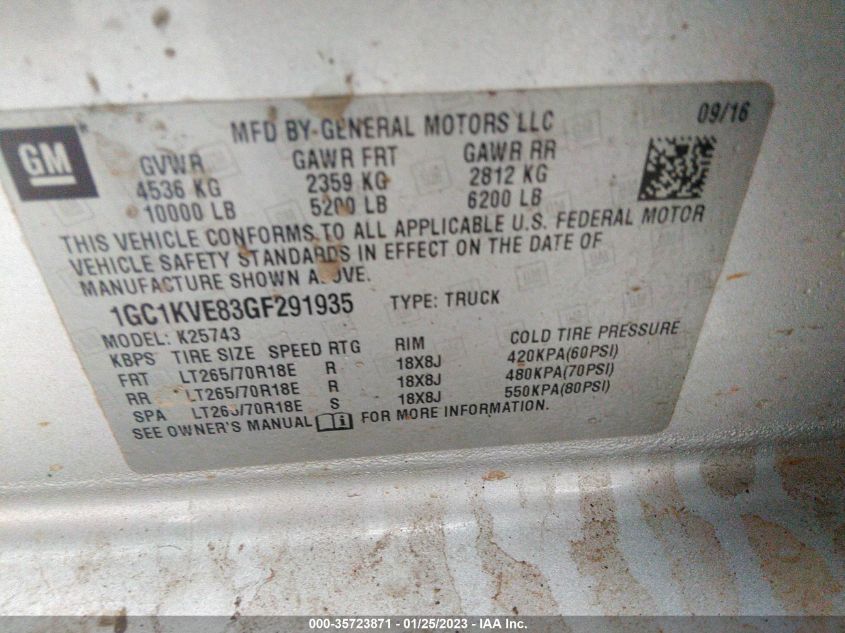 GM
MFD BY GENERAL MOTORS LLC 09/16
GVWR GAWR FRT GAWR RR
4536 KG 2359 KG 2812 KG
10000 LB 5200 LB 6200 LB
THIS VEHICLE CONFORMS TO ALL APPLICABLE U.S. FEDERAL MOTOR
VEHICLE SAFETY STANDARDS IN EFFECT ON THE DATE OF
MANUFACTURE SHOWN ABOVE.
1GC1KVE83GF291935 TYPE: TRUCK
MODEL: K25743
KBPS TIRE SIZE SPEED RTG RIM COLD TIRE PRESSURE
FRT LT265/70R18E R 18X8J 420KPA(60PSI)
RR LT265/70R18E R 18X8J 480KPA(70PSI)
SPA LT265/70R18E S 18X8J 550KPA(80PSI)
SEE OWNER'S MANUAL i FOR MORE INFORMATION.
000-35723871 - 01/25/2023 - IAA Inc.